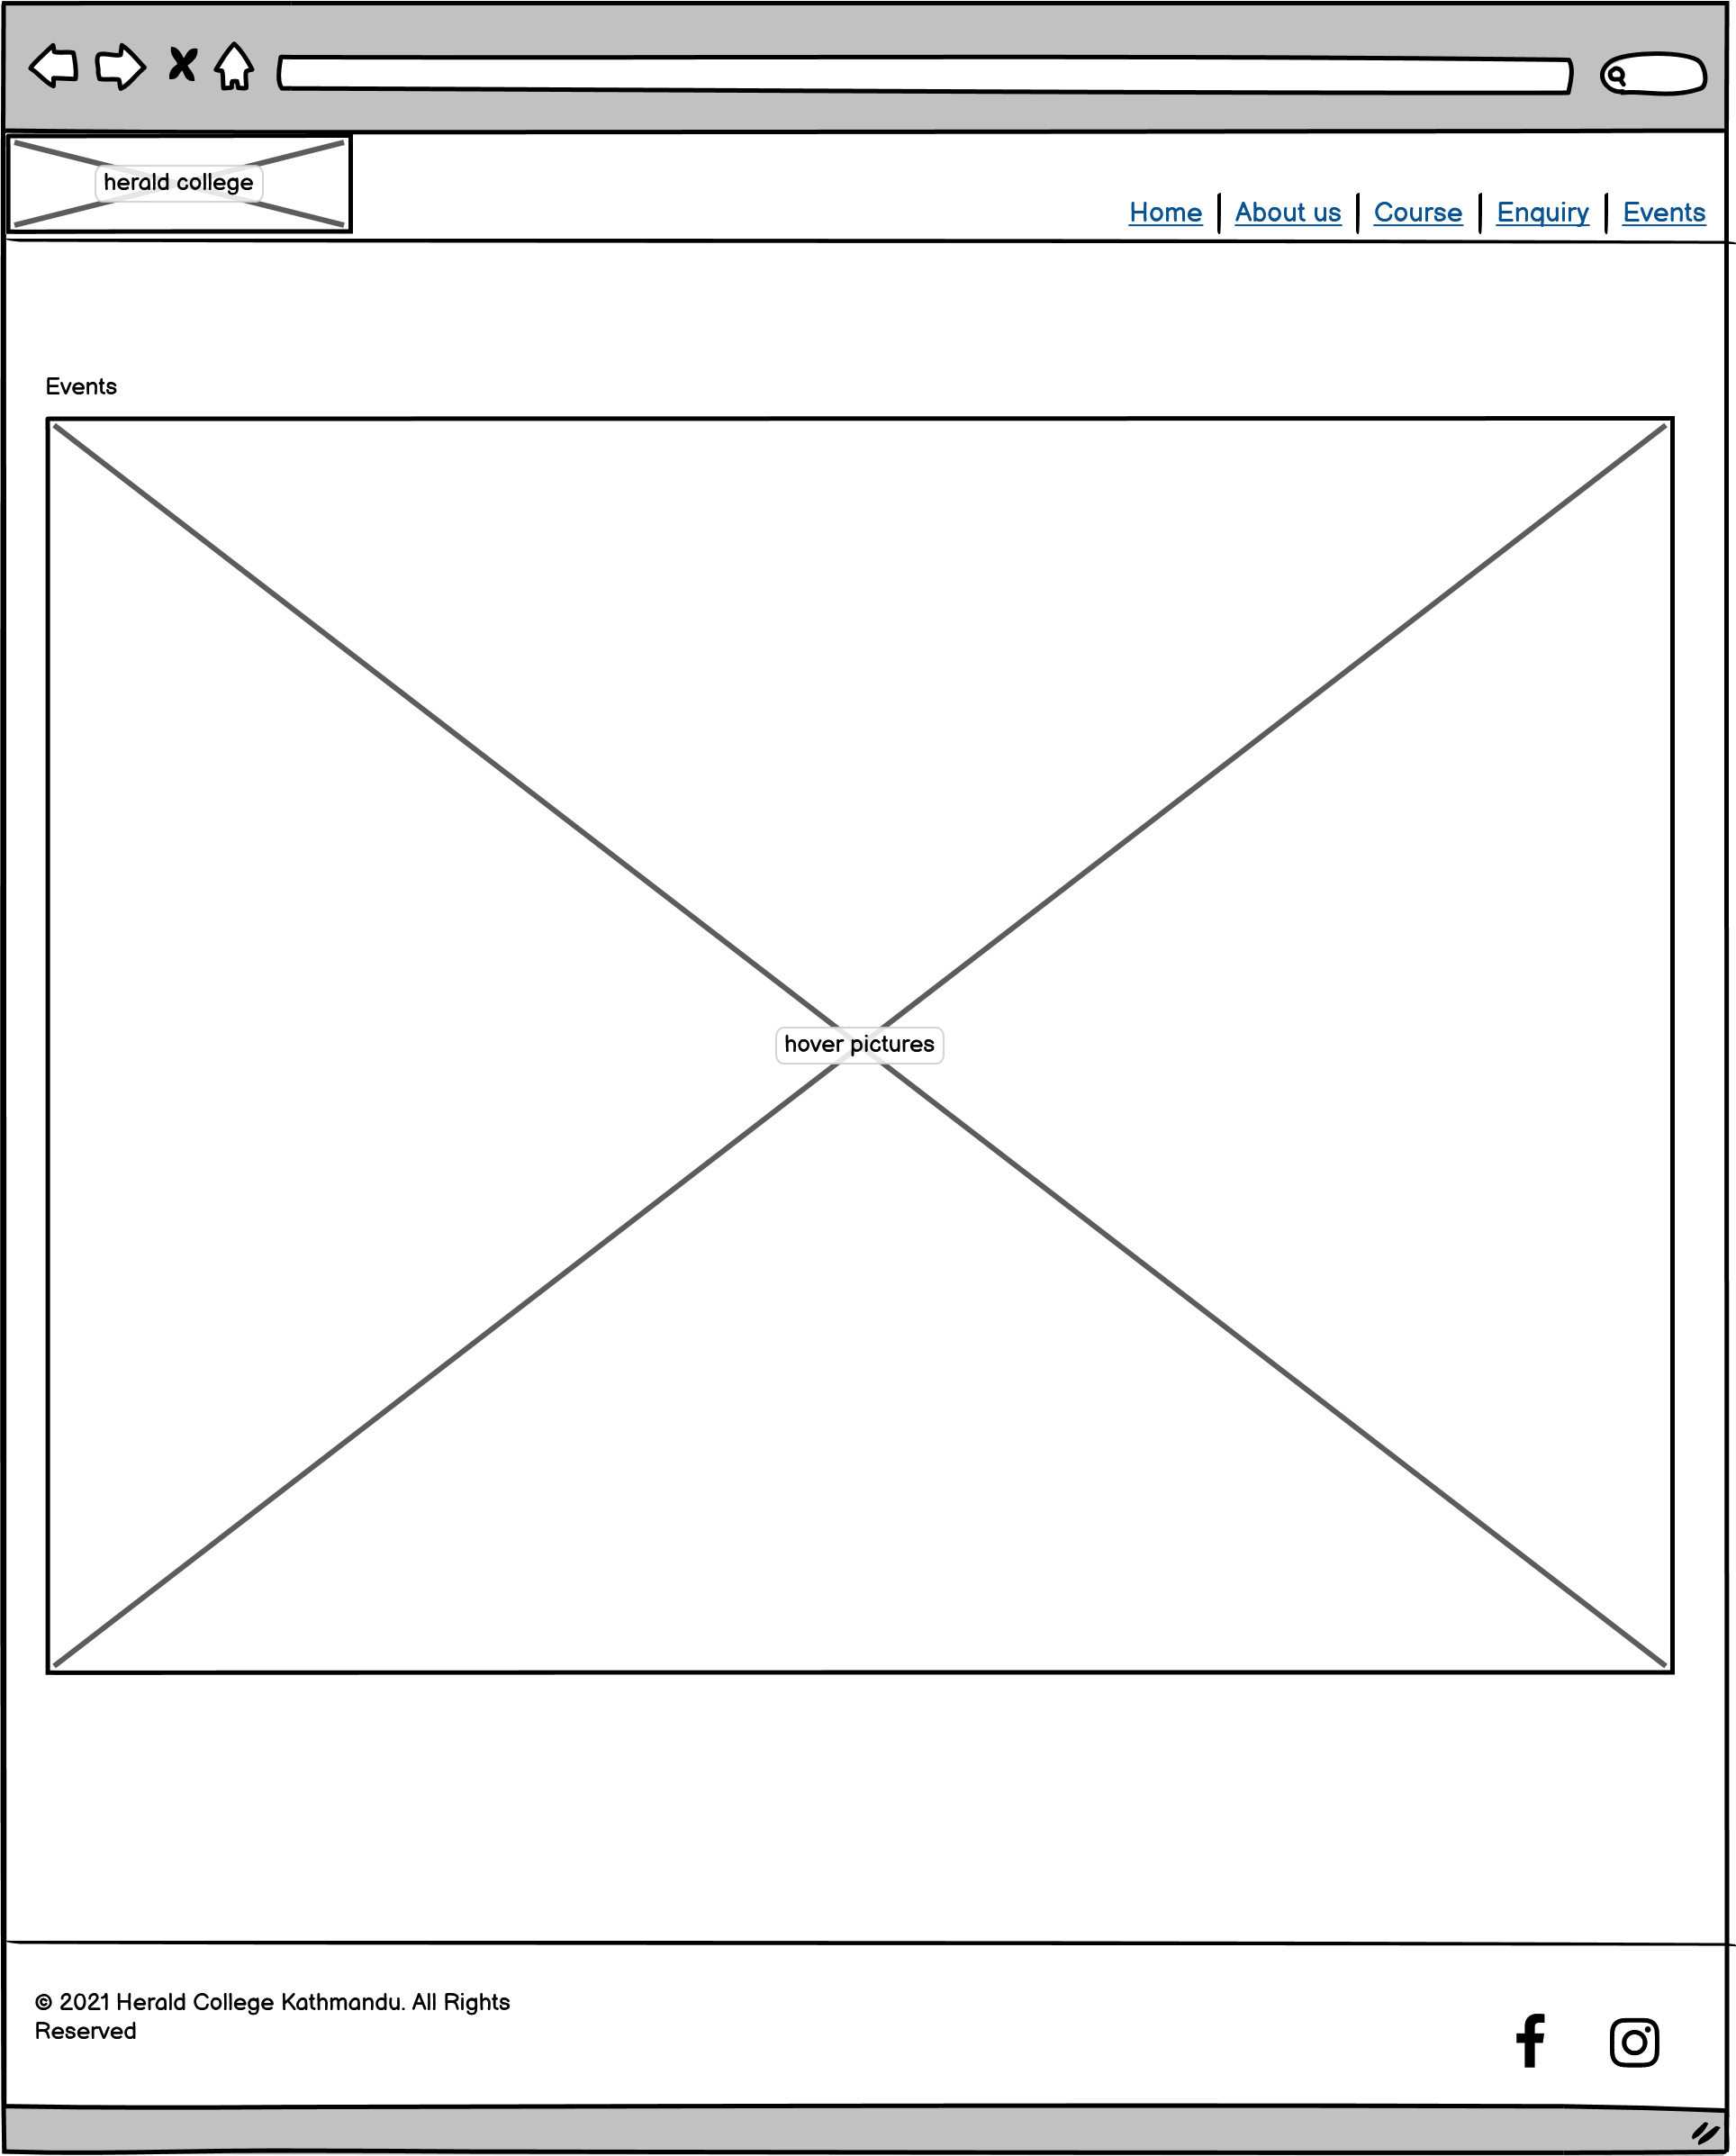 herald college
Home | About us | Course | Enquiry | Events
Events
hover pictures
© 2021 Herald College Kathmandu. All Rights
Reserved